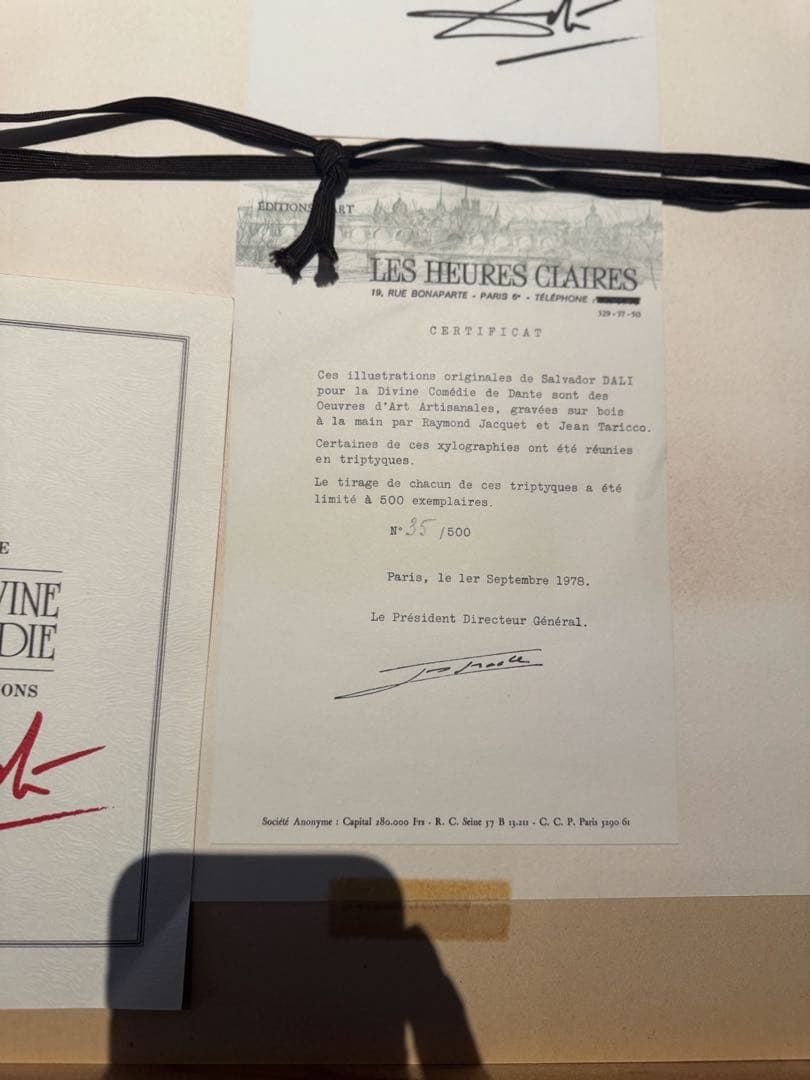 EDITIONS
ART
LES HEURES CLAIRES
19, RUE BONAPARTE - PARIS 6e - TÉLÉPHONE
329-57-50
CERTIFICAT
Ces illustrations originales de Salvador DALI
pour la Divine Comédie de Dante sont des
Oeuvres d'Art Artisanales, gravées sur bois
à la main par Raymond Jacquet et Jean Taricco.
Certaines de ces xylographies ont été réunies
en triptyques.
Le tirage de chacun de ces triptyques a été
limité à 500 exemplaires.
N° 35 /500
Paris, le 1er Septembre 1978.
Le Président Directeur Général.
Société Anonyme : Capital 280.000 Frs - R. C. Seine 57 B 13.211 - C. C. P. Paris 5290 61
E
VINE
DIE
ONS